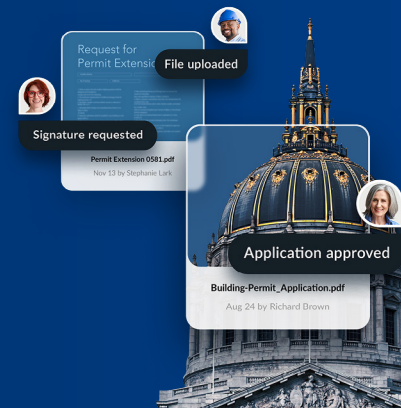 Request for
Permit Extensio
File uploaded
Signature requested
Permit Extension 0581.pdf
Nov 13 by Stephanie Lark
Application approved
Building-Permit_Application.pdf
Aug 24 by Richard Brown